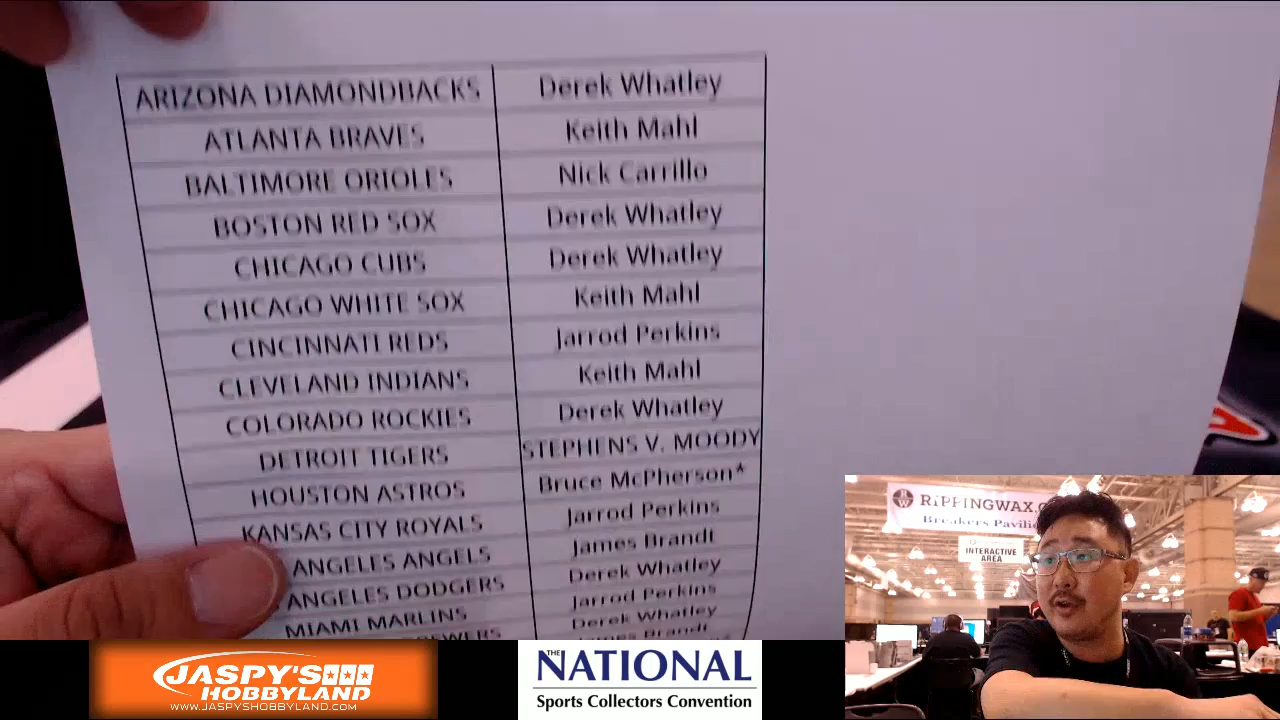 ARIZONA DIAMONDBACKS Derek Whatley
ATLANTA BRAVES Keith Mahl
BALTIMORE ORIOLES Nick Carrillo
BOSTON RED SOX Derek Whatley
CHICAGO CUBS Derek Whatley
CHICAGO WHITE SOX Keith Mahl
CINCINNATI REDS Jarrod Perkins
CLEVELAND INDIANS Keith Mahl
COLORADO ROCKIES Derek Whatley
DETROIT TIGERS STEPHENS V. MOODY
HOUSTON ASTROS Bruce McPherson*
KANSAS CITY ROYALS Jarrod Perkins
ANGELES ANGELS James Brandt
ANGELES DODGERS Derek Whatley
MIAMI MARLINS Jarrod Perkins
Derek Whatley
James Brandt
RIPPINGWAX.C
Breakers Pavilio
INTERACTIVE
AREA
JASPY'S
HOBBYLAND
WWW.JASPYSHOBBYLAND.COM
THE
NATIONAL
Sports Collectors Convention